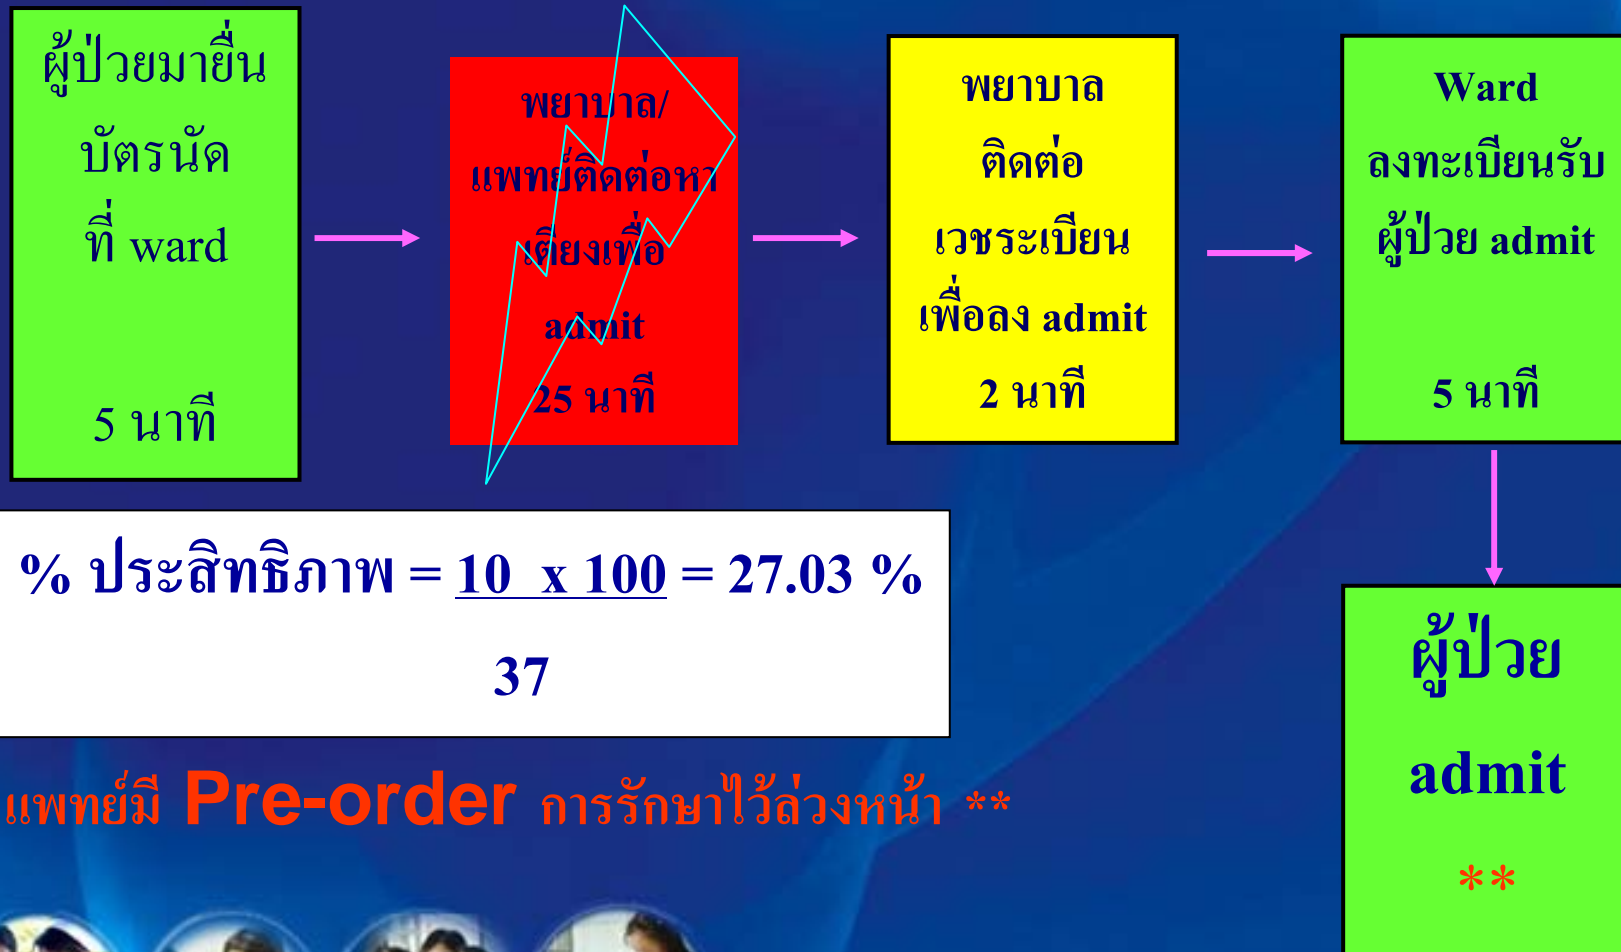 ผู้ป่วยมายื่น
บัตรนัด
ที่ ward
5 นาที
พยาบาล/
แพทย์ติดต่อหา
เตียงเพื่อ
admit
25 นาที
พยาบาล
ติดต่อ
เวชระเบียน
เพื่อลง admit
2 นาที
Ward
ลงทะเบียนรับ
ผู้ป่วย admit
5 นาที
% ประสิทธิภาพ = 10 x 100 = 27.03 %
37
ผู้ป่วย
admit
**
แพทย์มี Pre-order การรักษาไว้ล่วงหน้า **